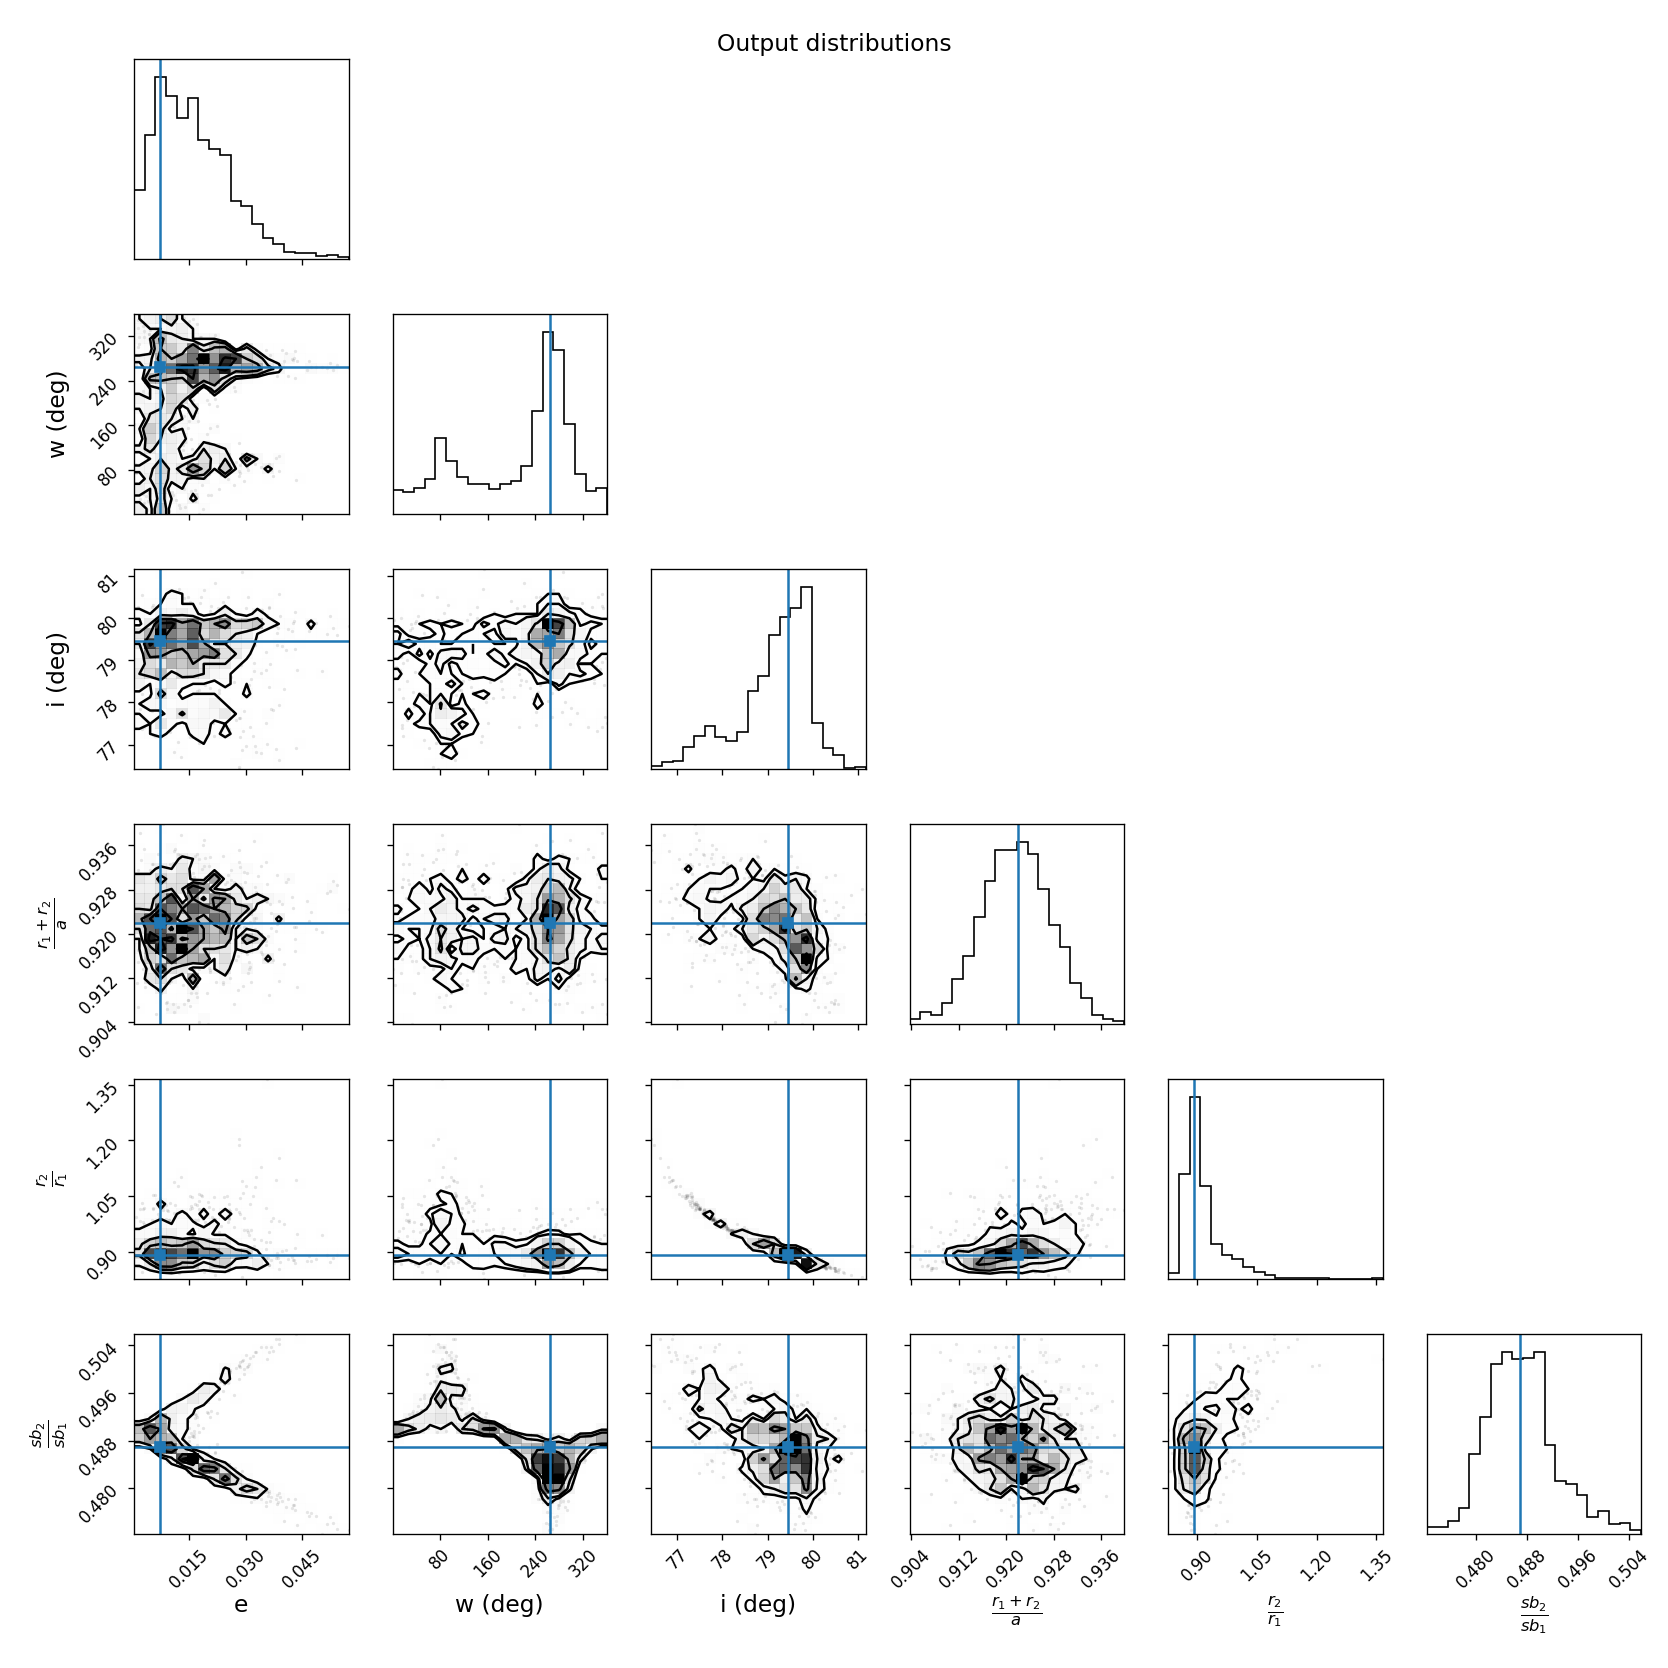 Output distributions
w (deg)
320
240
160
80
i (deg)
81
80
79
78
77
r₁ + r₂
a
0.936
0.928
0.920
0.912
0.904
r₂
r₁
1.35
1.20
1.05
0.90
sb₂
sb₁
0.504
0.496
0.488
0.480
0.015 0.030 0.045
80 160 240 320
77 78 79 80 81
0.904 0.912 0.920 0.928 0.936
0.90 1.05 1.20 1.35
0.480 0.488 0.496 0.504
e
w (deg)
i (deg)
r₁ + r₂
a
r₂
r₁
sb₂
sb₁